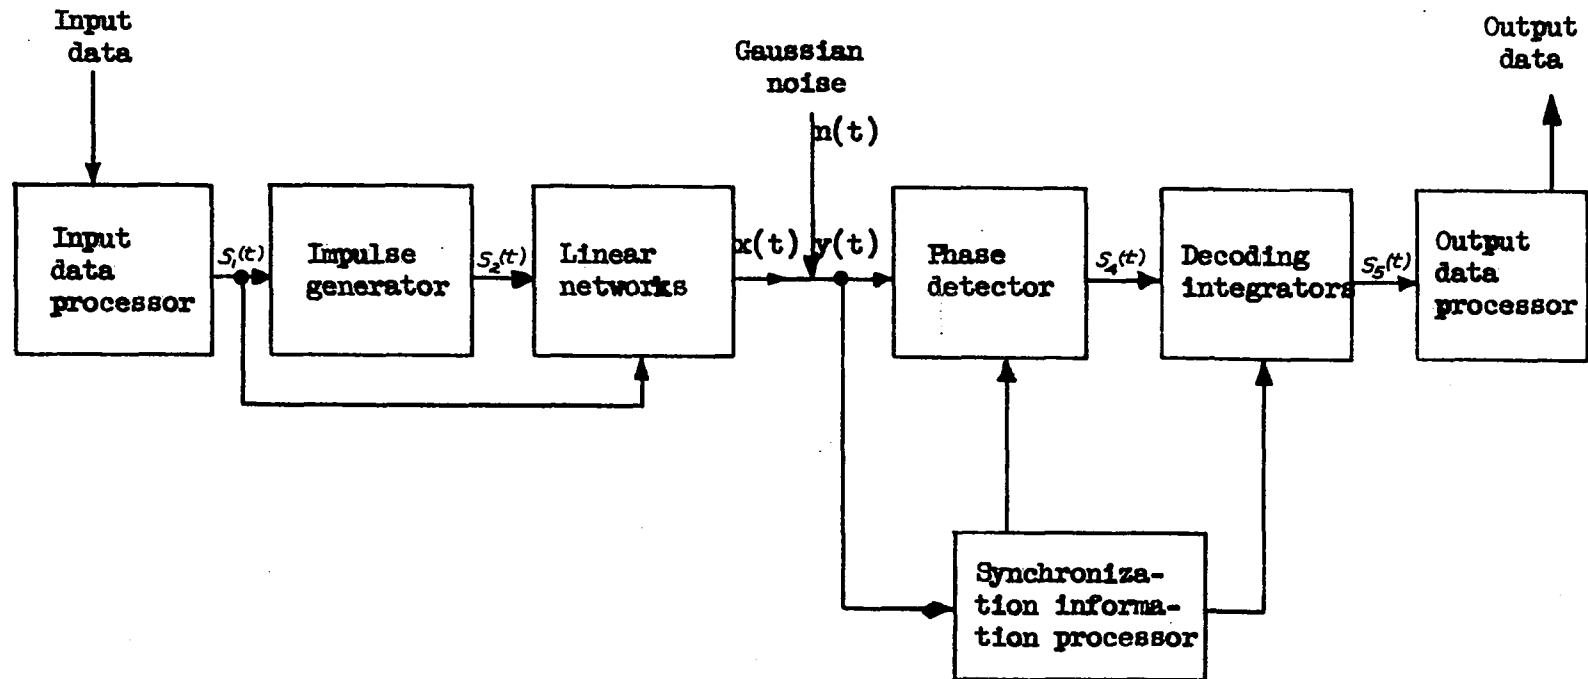 Input
data
Gaussian
noise
n(t)
Output
data
Input
data
processor
S₁(t)
Impulse
generator
S₂(t)
Linear
networks
x(t)
y(t)
Phase
detector
S₄(t)
Decoding
integrators
S₅(t)
Output
data
processor
Synchroniza-
tion informa-
tion processor